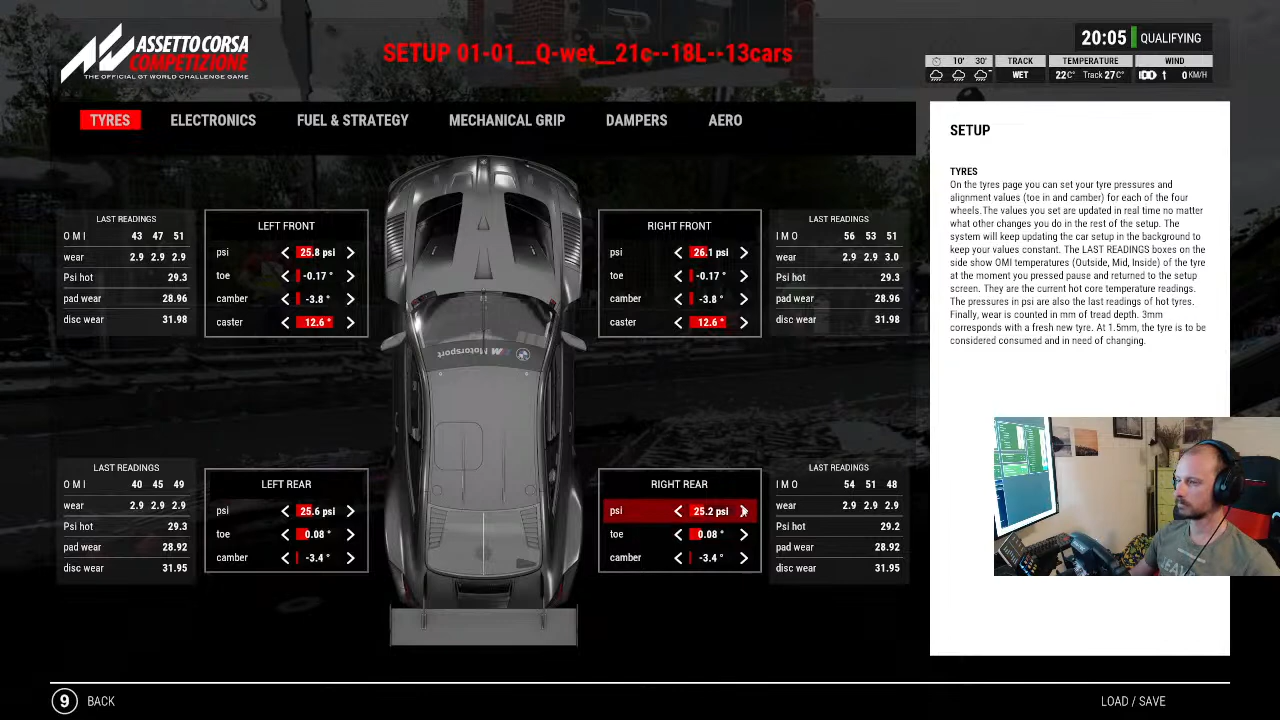 ASSETTO CORSA
COMPETIZIONE
THE OFFICIAL GT WORLD CHALLENGE GAME
SETUP 01-01__Q-wet__21c--18L--13cars
20:05 QUALIFYING
10' 30' TRACK TEMPERATURE WIND
WET 22C° Track 27C° 0 KM/H
TYRES ELECTRONICS FUEL & STRATEGY MECHANICAL GRIP DAMPERS AERO
LAST READINGS
O M I 43 47 51
wear 2.9 2.9 2.9
Psi hot 29.3
pad wear 28.96
disc wear 31.98
LEFT FRONT
psi 25.8 psi
toe -0.17 °
camber -3.8 °
caster 12.6 °
RIGHT FRONT
psi 26.1 psi
toe -0.17 °
camber -3.8 °
caster 12.6 °
LAST READINGS
I M O 56 53 51
wear 2.9 2.9 3.0
Psi hot 29.3
pad wear 28.96
disc wear 31.98
M Motorsport
LAST READINGS
O M I 40 45 49
wear 2.9 2.9 2.9
Psi hot 29.3
pad wear 28.92
disc wear 31.95
LEFT REAR
psi 25.6 psi
toe 0.08 °
camber -3.4 °
RIGHT REAR
psi 25.2 psi
toe 0.08 °
camber -3.4 °
LAST READINGS
I M O 54 51 48
wear 2.9 2.9 2.9
Psi hot 29.2
pad wear 28.92
disc wear 31.95
SETUP
TYRES
On the tyres page you can set your tyre pressures and
alignment values (toe in and camber) for each of the four
wheels.The values you set are updated in real time no matter
what other changes you do in the rest of the setup. The
system will keep updating the car setup in the background to
keep your values constant. The LAST READINGS boxes on the
side show OMI temperatures (Outside, Mid, Inside) of the tyre
at the moment you pressed pause and returned to the setup
screen. They are the current hot core temperature readings.
The pressures in psi are also the last readings of hot tyres.
Finally, wear is counted in mm of tread depth. 3mm
corresponds with a fresh new tyre. At 1.5mm, the tyre is to be
considered consumed and in need of changing.
9 BACK
LOAD / SAVE